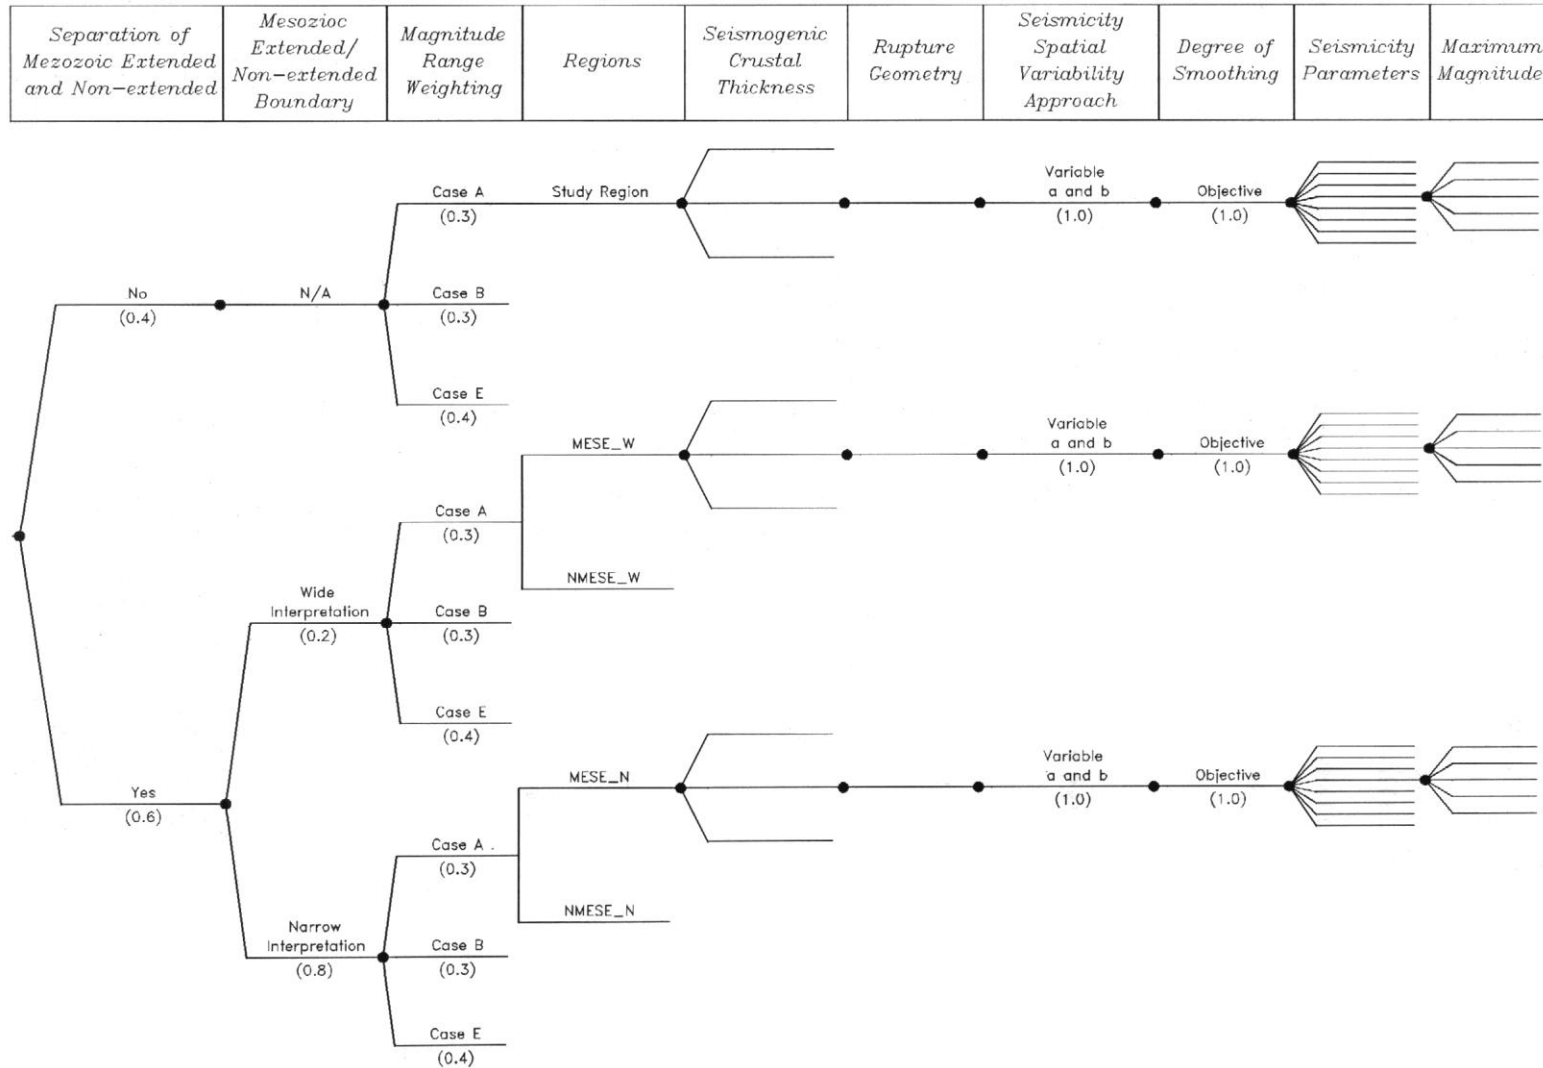 Separation of
Mezozoic Extended
and Non-extended
Mesozioc
Extended/
Non-extended
Boundary
Magnitude
Range
Weighting
Regions
Seismogenic
Crustal
Thickness
Rupture
Geometry
Seismicity
Spatial
Variability
Approach
Degree of
Smoothing
Seismicity
Parameters
Maximum
Magnitude
Case A
(0.3)
Study Region
Variable
a and b
(1.0)
Objective
(1.0)
No
(0.4)
N/A
Case B
(0.3)
Case E
(0.4)
MESE_W
Variable
a and b
(1.0)
Objective
(1.0)
Case A
(0.3)
NMESE_W
Wide
Interpretation
(0.2)
Case B
(0.3)
Case E
(0.4)
Yes
(0.6)
MESE_N
Variable
a and b
(1.0)
Objective
(1.0)
Case A
(0.3)
NMESE_N
Narrow
Interpretation
(0.8)
Case B
(0.3)
Case E
(0.4)